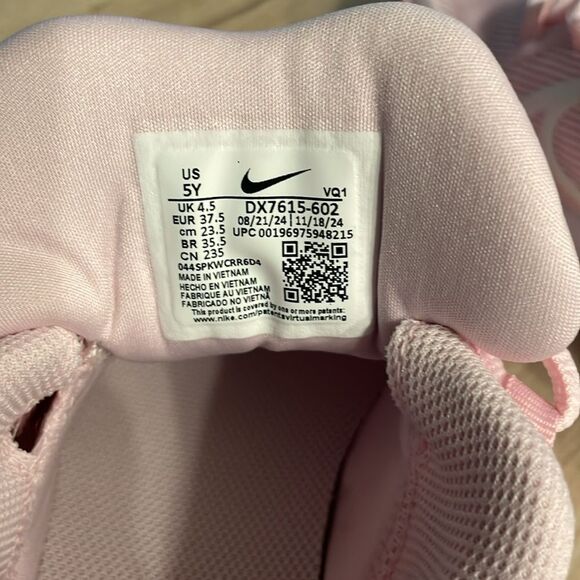 US
5Y
VQ1
UK 4.5
EUR 37.5
cm 23.5
BR 35.5
CN 235
DX7615-602
08/21/24 | 11/18/24
UPC 00196975948215
044SPKWCRR6D4
MADE IN VIETNAM
HECHO EN VIETNAM
FABRIQUE AU VIETNAM
FABRICADO NO VIETNÃ
This product is covered by one or more patents:
www.nike.com/patentsvirtualmarking